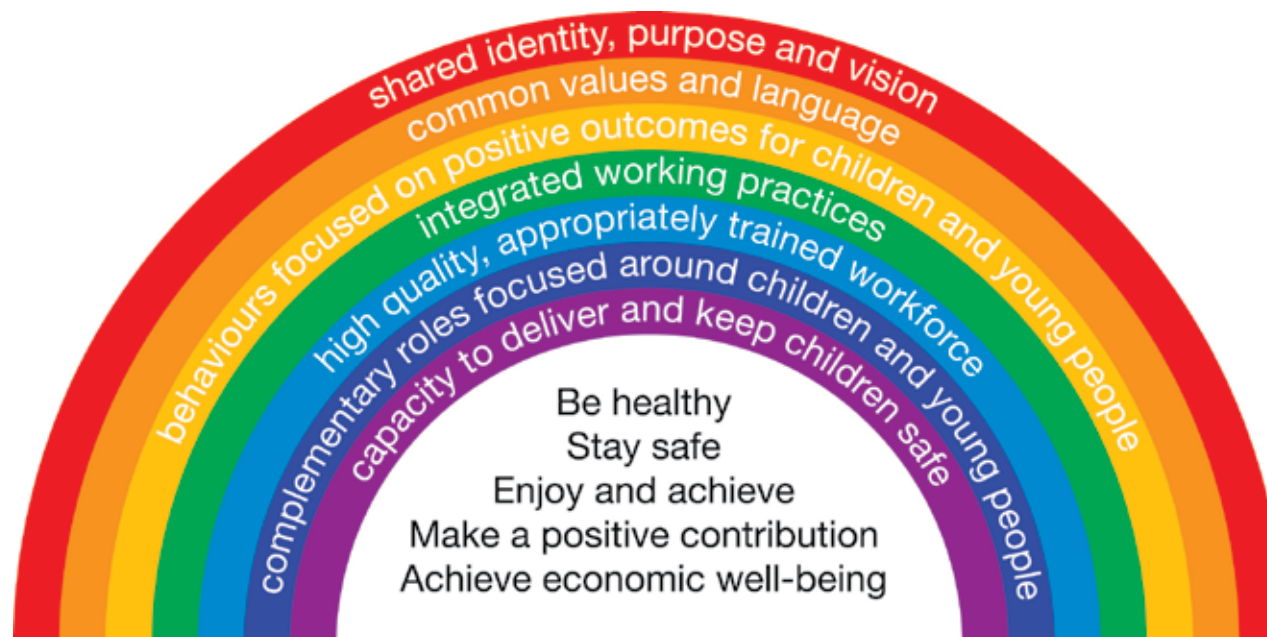 shared identity, purpose and vision
common values and language
behaviours focused on positive outcomes for children and young people
integrated working practices
high quality, appropriately trained workforce
complementary roles focused around children and young people
capacity to deliver and keep children safe
Be healthy
Stay safe
Enjoy and achieve
Make a positive contribution
Achieve economic well-being